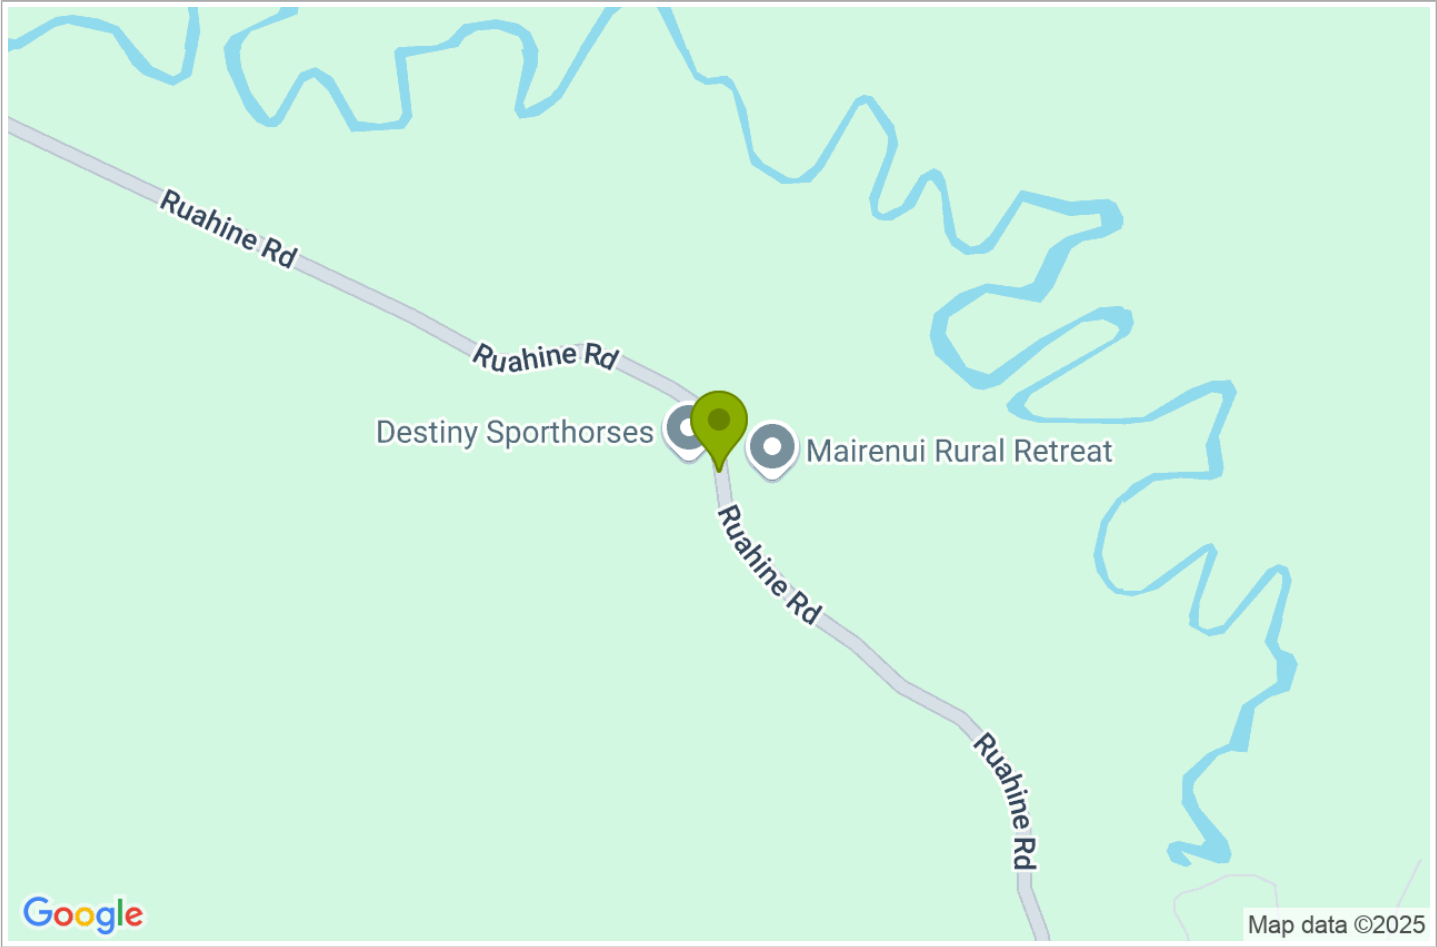 Ruahine Rd
Ruahine Rd
Destiny Sporthorses
Mairenui Rural Retreat
Ruahine Rd
Ruahine Rd
Google
Map data ©2025